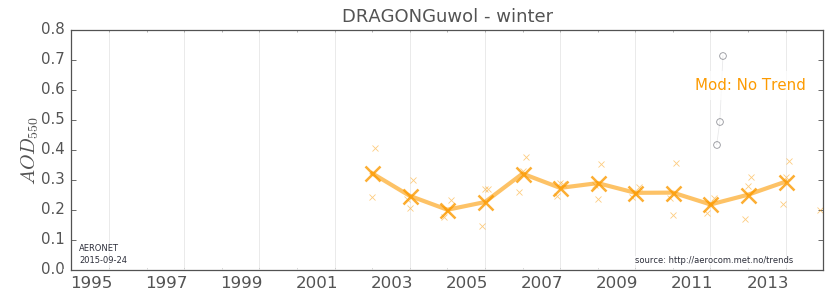 DRAGONGuwol - winter
0.8
0.7
0.6
0.5
0.4
0.3
0.2
0.1
0.0
AOD550
Mod: No Trend
AERONET
2015-09-24
source: http://aerocom.met.no/trends
1995 1997 1999 2001 2003 2005 2007 2009 2011 2013